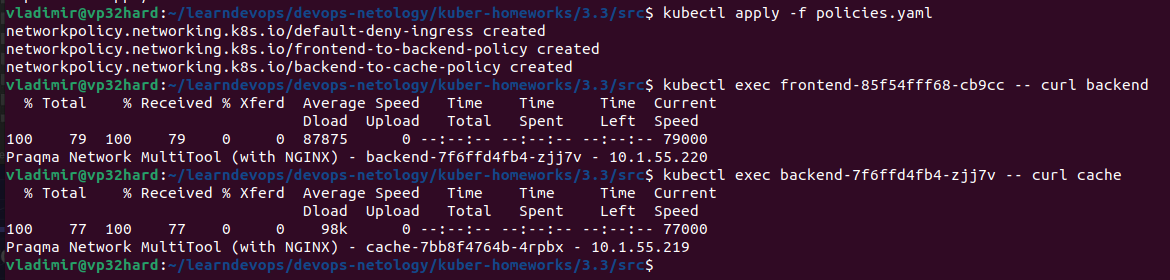 vladimir@vp32hard:~/learndevops/devops-netology/kuber-homeworks/3.3/src$ kubectl apply -f policies.yaml
networkpolicy.networking.k8s.io/default-deny-ingress created
networkpolicy.networking.k8s.io/frontend-to-backend-policy created
networkpolicy.networking.k8s.io/backend-to-cache-policy created
vladimir@vp32hard:~/learndevops/devops-netology/kuber-homeworks/3.3/src$ kubectl exec frontend-85f54fff68-cb9cc -- curl backend
  % Total    % Received % Xferd  Average Speed   Time    Time     Time  Current
                                 Dload  Upload   Total   Spent    Left  Speed
100    79  100    79    0     0  87875      0 --:--:-- --:--:-- --:--:-- 79000
Praqma Network MultiTool (with NGINX) - backend-7f6ffd4fb4-zjj7v - 10.1.55.220
vladimir@vp32hard:~/learndevops/devops-netology/kuber-homeworks/3.3/src$ kubectl exec backend-7f6ffd4fb4-zjj7v -- curl cache
  % Total    % Received % Xferd  Average Speed   Time    Time     Time  Current
                                 Dload  Upload   Total   Spent    Left  Speed
100    77  100    77    0     0    98k      0 --:--:-- --:--:-- --:--:-- 77000
Praqma Network MultiTool (with NGINX) - cache-7bb8f4764b-4rpbx - 10.1.55.219
vladimir@vp32hard:~/learndevops/devops-netology/kuber-homeworks/3.3/src$